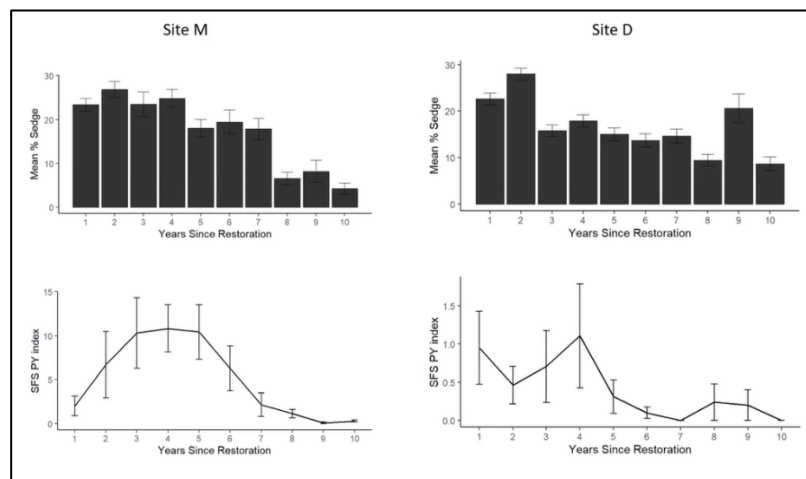 Site M
Site D
Mean % Sedge
30
20
10
0
1 2 3 4 5 6 7 8 9 10
Years Since Restoration
Mean % Sedge
30
20
10
0
1 2 3 4 5 6 7 8 9 10
Years Since Restoration
SFS PY index
15
10
5
0
1 2 3 4 5 6 7 8 9 10
Years Since Restoration
SFS PY index
1.5
1.0
0.5
0.0
1 2 3 4 5 6 7 8 9 10
Years Since Restoration